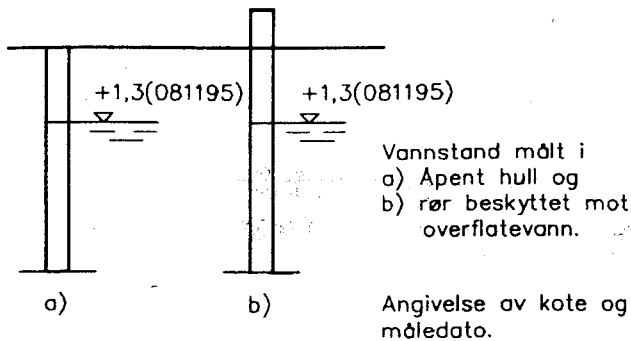 +1,3(081195)
+1,3(081195)
Vannstand målt i
a) Åpent hull og
b) rør beskyttet mot
overflatevann.
a)
b)
Angivelse av kote og
måledato.